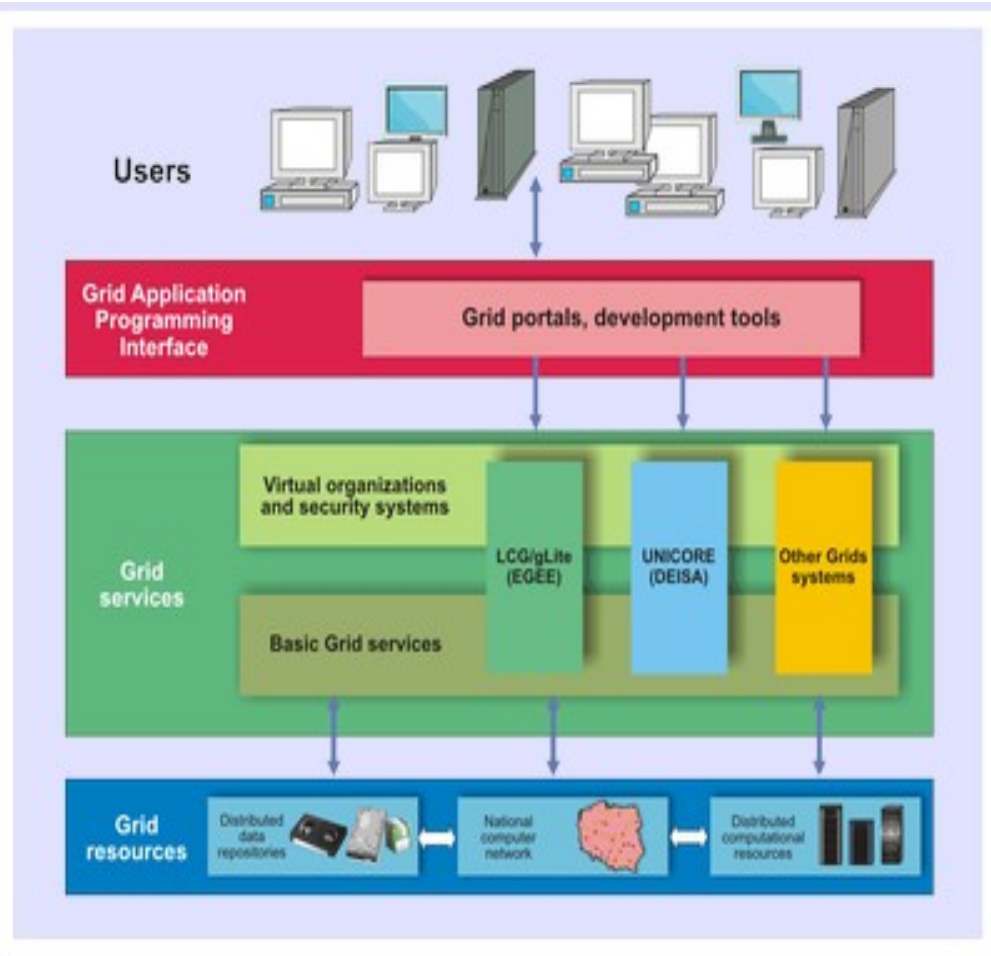 Users
Grid Application
Programming
Interface
Grid portals, development tools
Grid
services
Virtual organizations
and security systems
LCG/gLite
(EGEE)
UNICORE
(DEISA)
Other Grids
systems
Basic Grid services
Grid
resources
Distributed
data
repositories
National
computer
network
Distributed
computational
resources